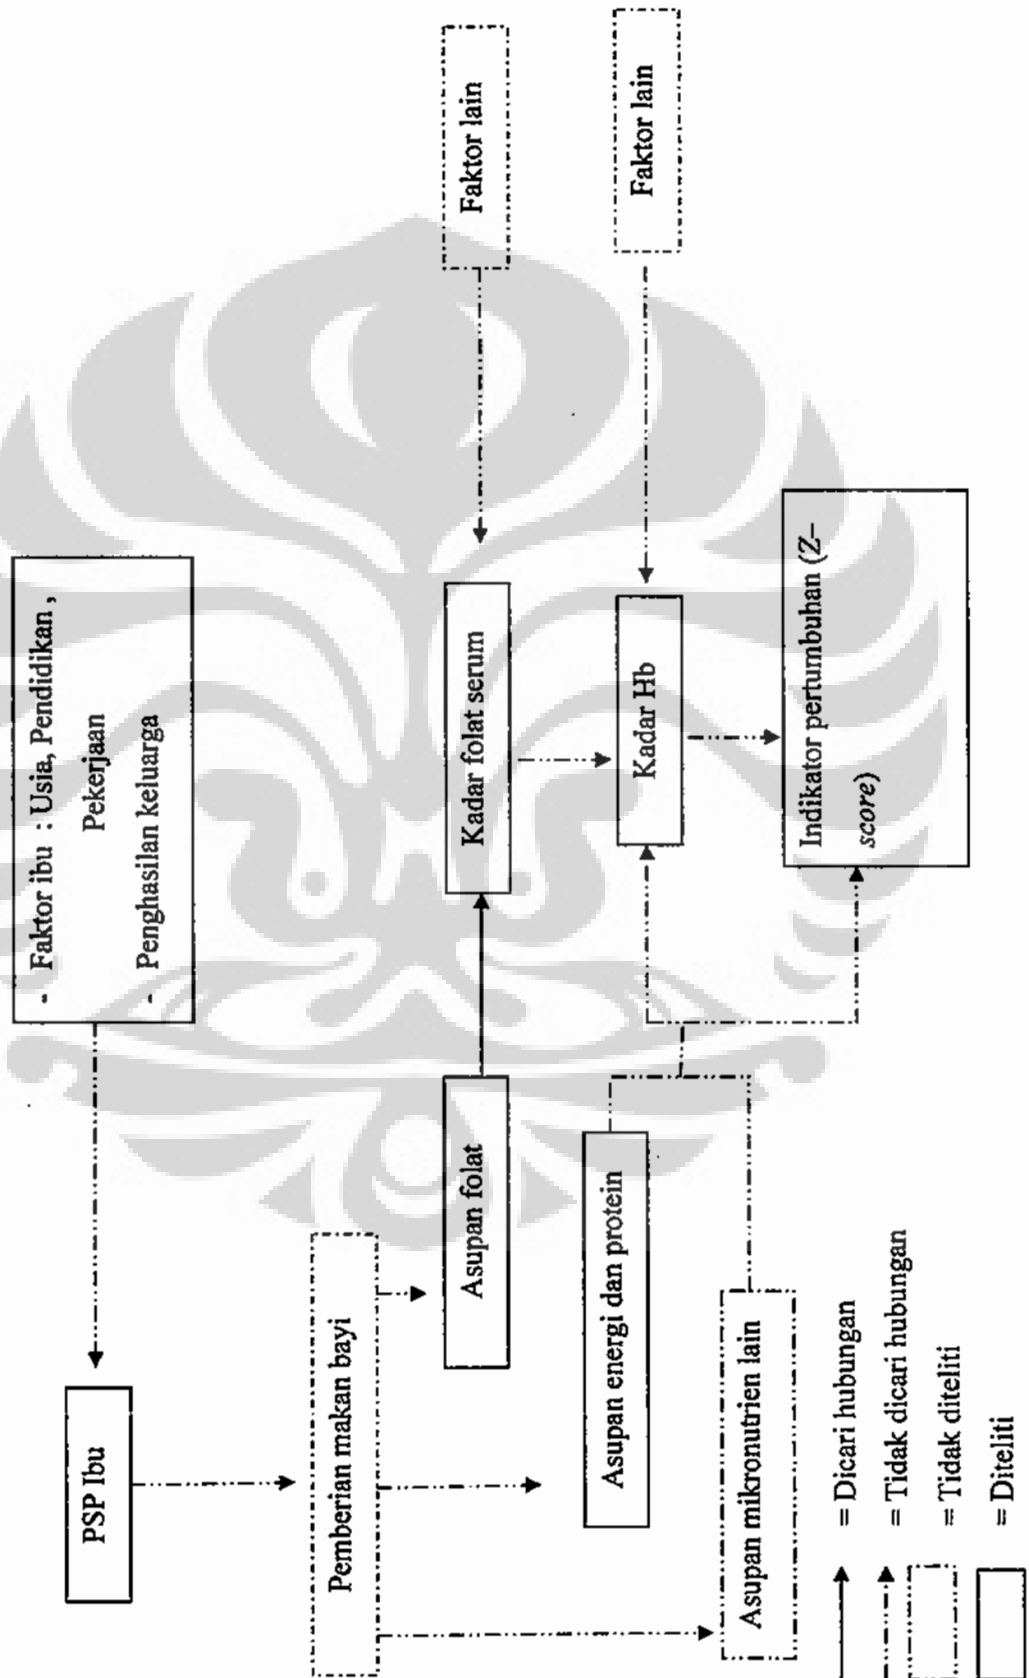 - Faktor ibu : Usia, Pendidikan ,
Pekerjaan
- Penghasilan keluarga
PSP Ibu
Pemberian makan bayi
Asupan folat
Kadar folat serum
Faktor lain
Asupan energi dan protein
Kadar Hb
Faktor lain
Asupan mikronutrien lain
Indikator pertumbuhan (Z-
score)
= Dicari hubungan
= Tidak dicari hubungan
= Tidak diteliti
= Diteliti